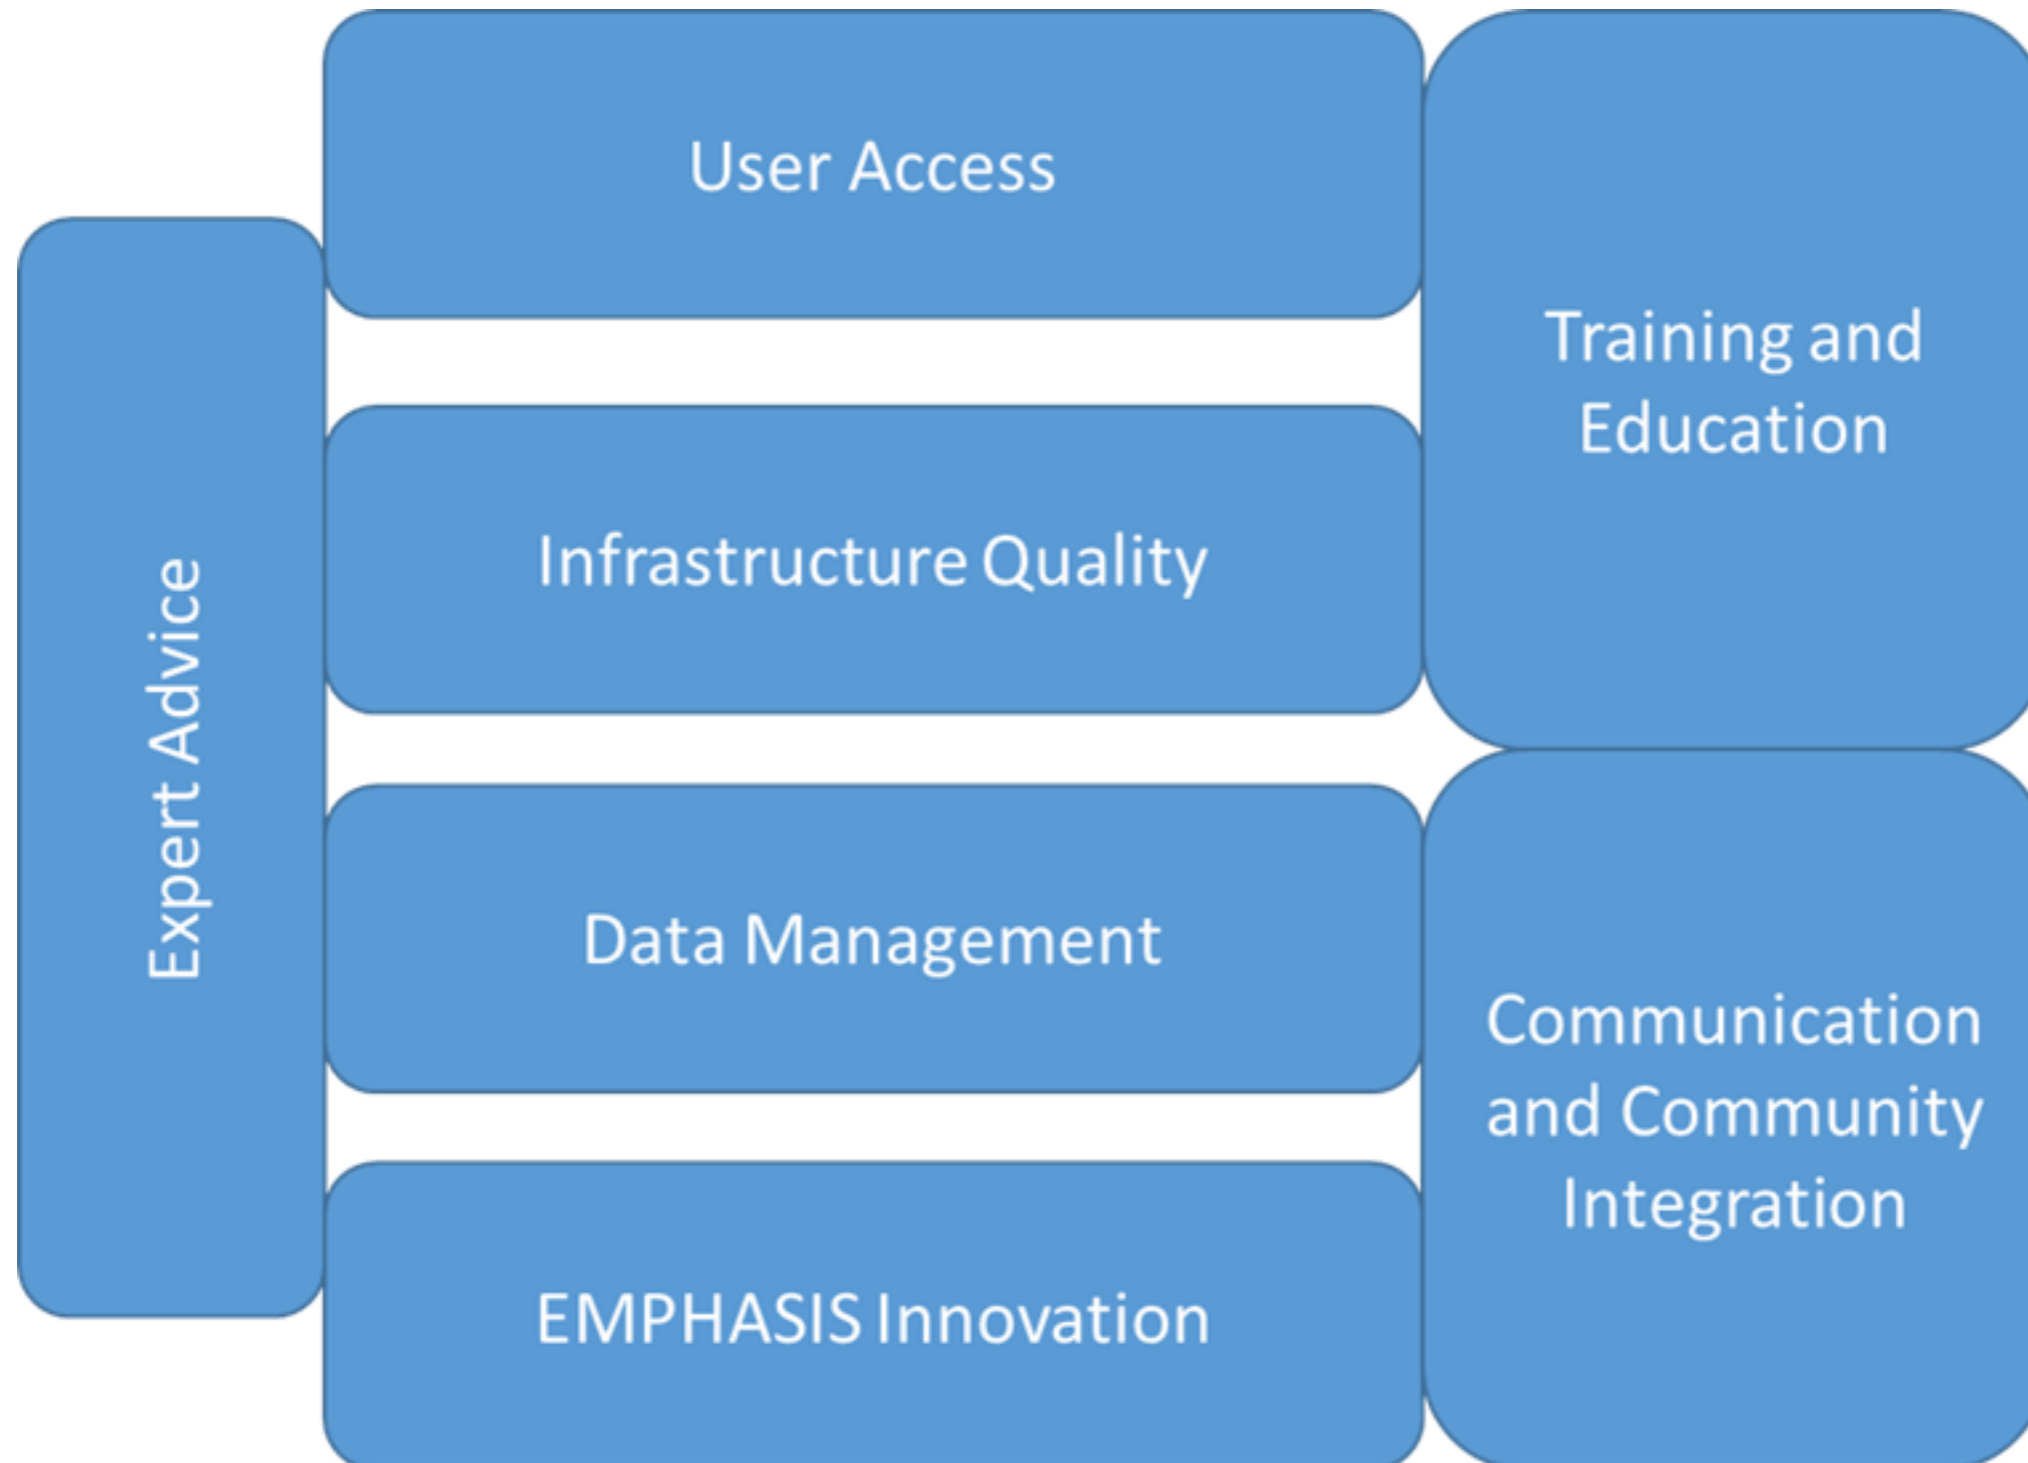 Expert Advice
User Access
Infrastructure Quality
Data Management
EMPHASIS Innovation
Training and
Education
Communication
and Community
Integration